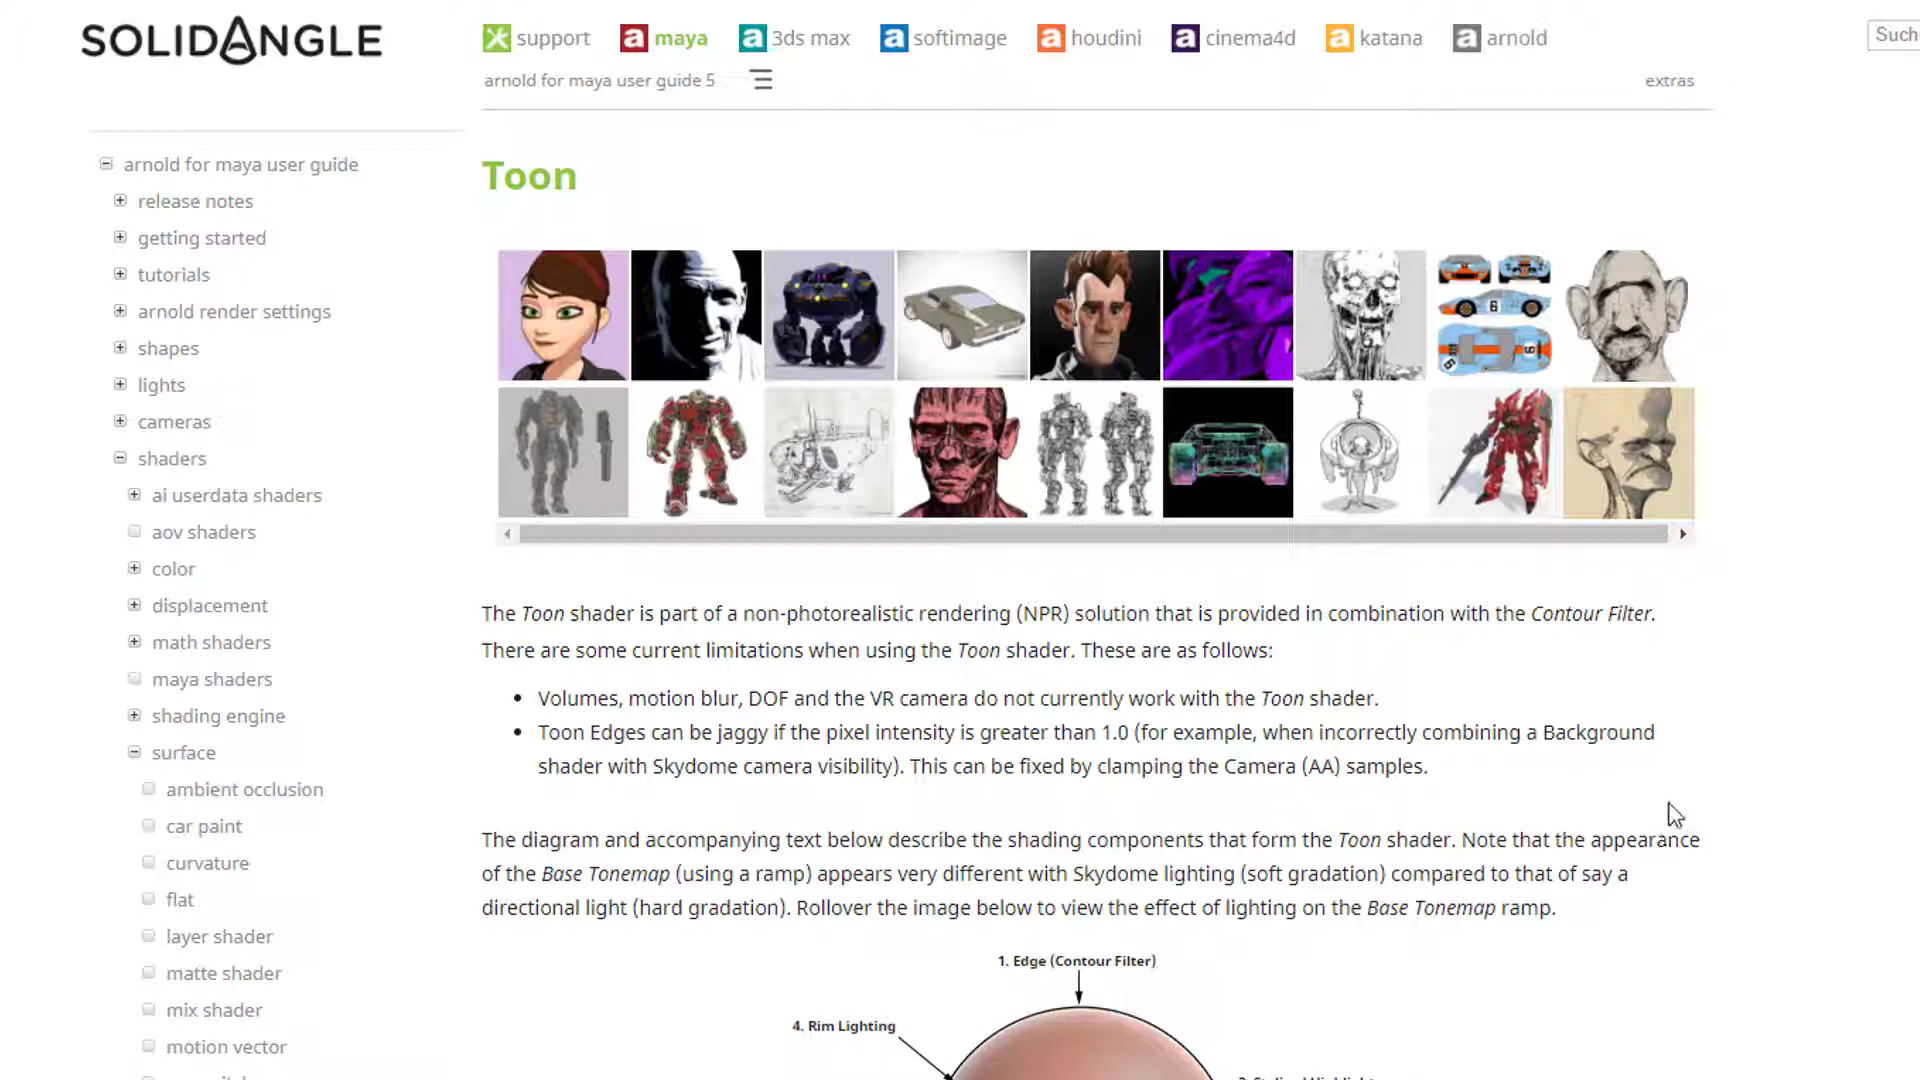 SOLIDANGLE
support maya 3ds max softimage houdini cinema4d katana arnold
Such
arnold for maya user guide 5
extras
arnold for maya user guide
release notes
getting started
tutorials
arnold render settings
shapes
lights
cameras
shaders
ai userdata shaders
aov shaders
color
displacement
math shaders
maya shaders
shading engine
surface
ambient occlusion
car paint
curvature
flat
layer shader
matte shader
mix shader
motion vector
Toon
The Toon shader is part of a non-photorealistic rendering (NPR) solution that is provided in combination with the Contour Filter.
There are some current limitations when using the Toon shader. These are as follows:
Volumes, motion blur, DOF and the VR camera do not currently work with the Toon shader.
Toon Edges can be jaggy if the pixel intensity is greater than 1.0 (for example, when incorrectly combining a Background
shader with Skydome camera visibility). This can be fixed by clamping the Camera (AA) samples.
The diagram and accompanying text below describe the shading components that form the Toon shader. Note that the appearance
of the Base Tonemap (using a ramp) appears very different with Skydome lighting (soft gradation) compared to that of say a
directional light (hard gradation). Rollover the image below to view the effect of lighting on the Base Tonemap ramp.
1. Edge (Contour Filter)
4. Rim Lighting